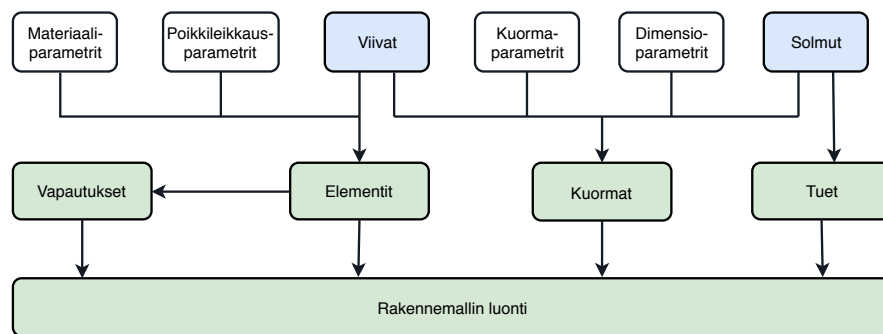 Materiaali-
parametrit
Poikkileikkaus-
parametrit
Viivat
Kuorma-
parametrit
Dimensio-
parametrit
Solmut
Vapautukset
Elementit
Kuormat
Tuet
Rakennemallin luonti